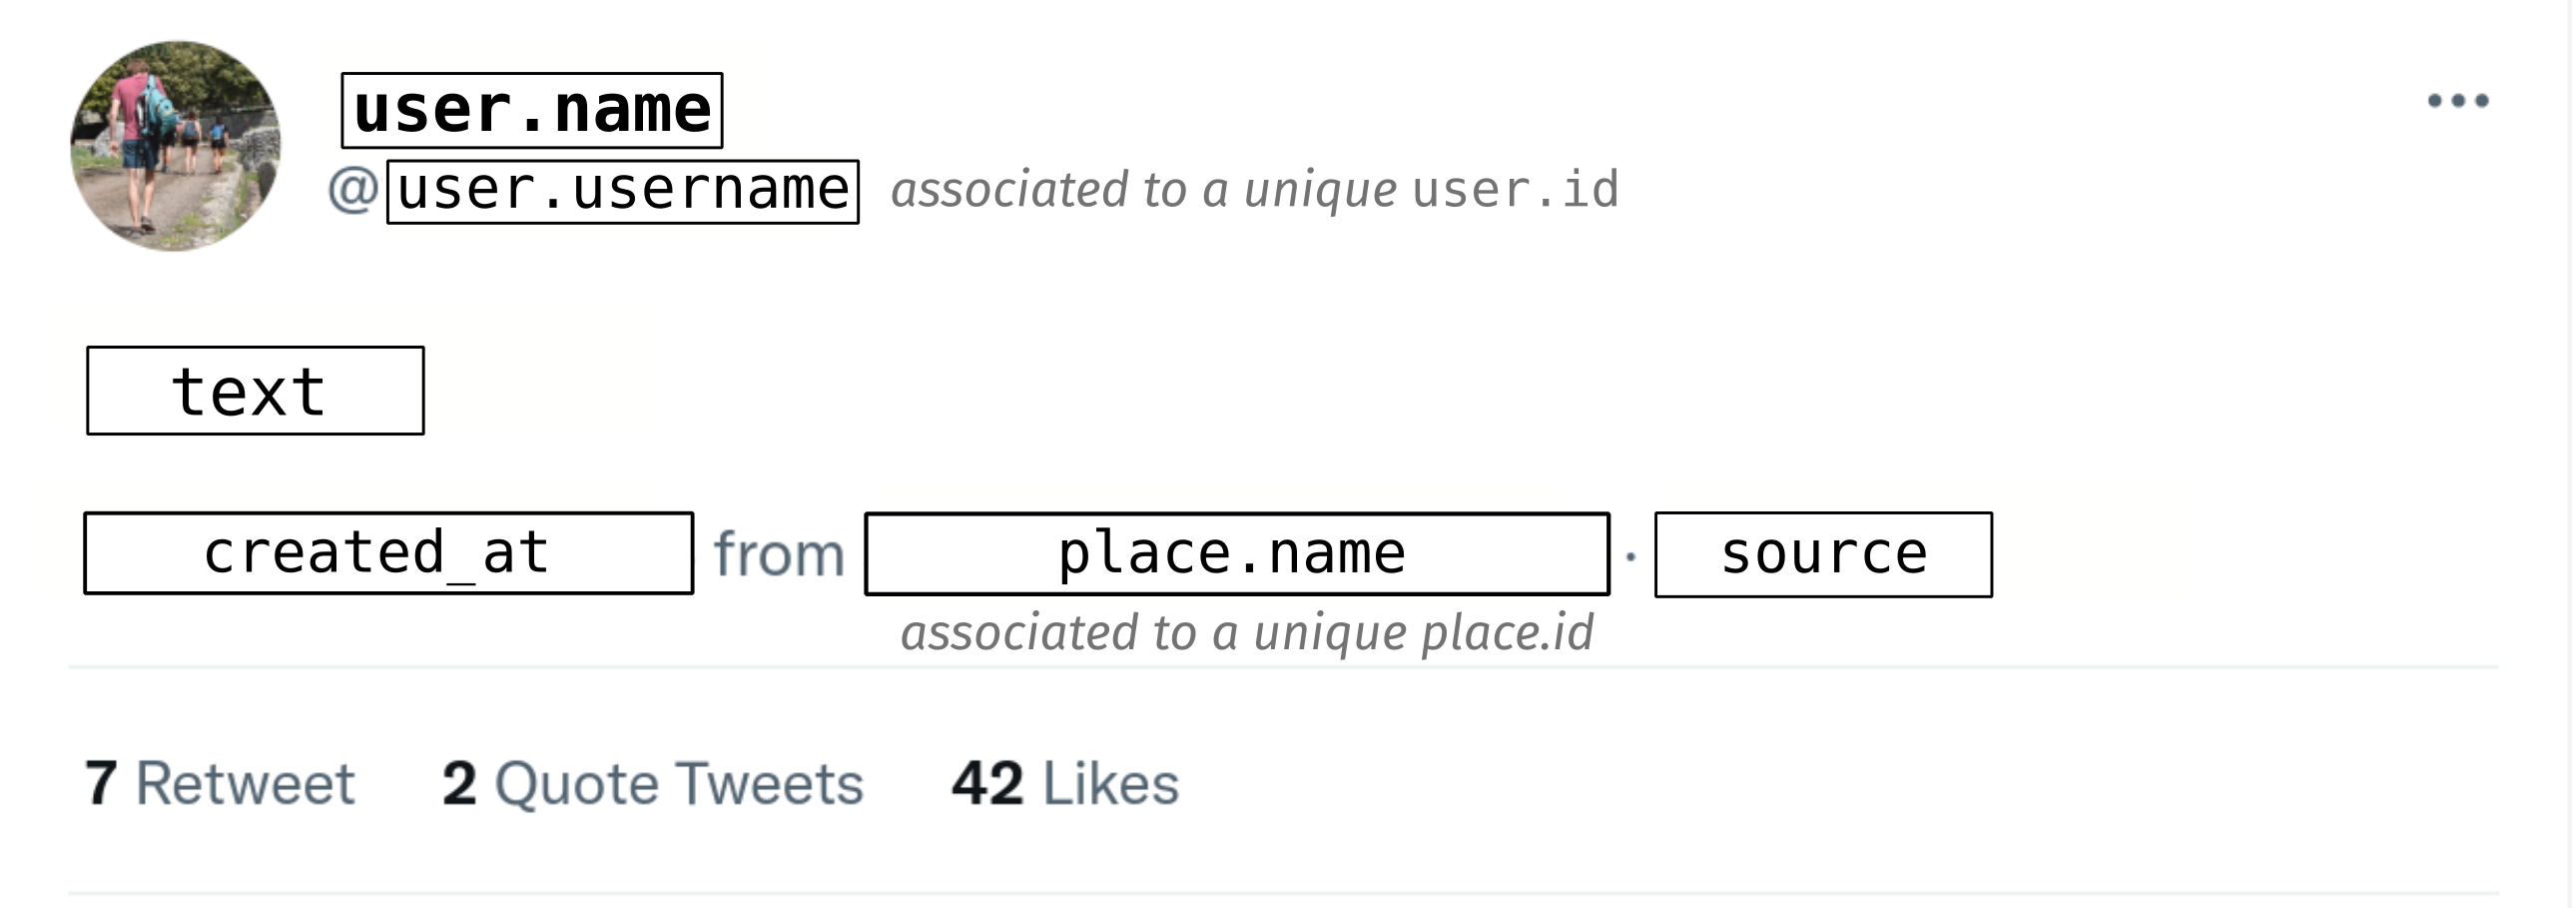 user.name
@user.username associated to a unique user.id
text
created_at from place.name · source
associated to a unique place.id
7 Retweet 2 Quote Tweets 42 Likes